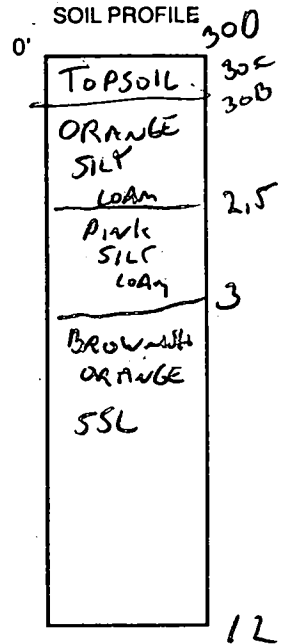 SOIL PROFILE
300
0'
TOPSOIL
30B
ORANGE
SILT
LOAM
2.5
PINK
SILT
LOAM
3
BROWNISH
ORANGE
SSL
12